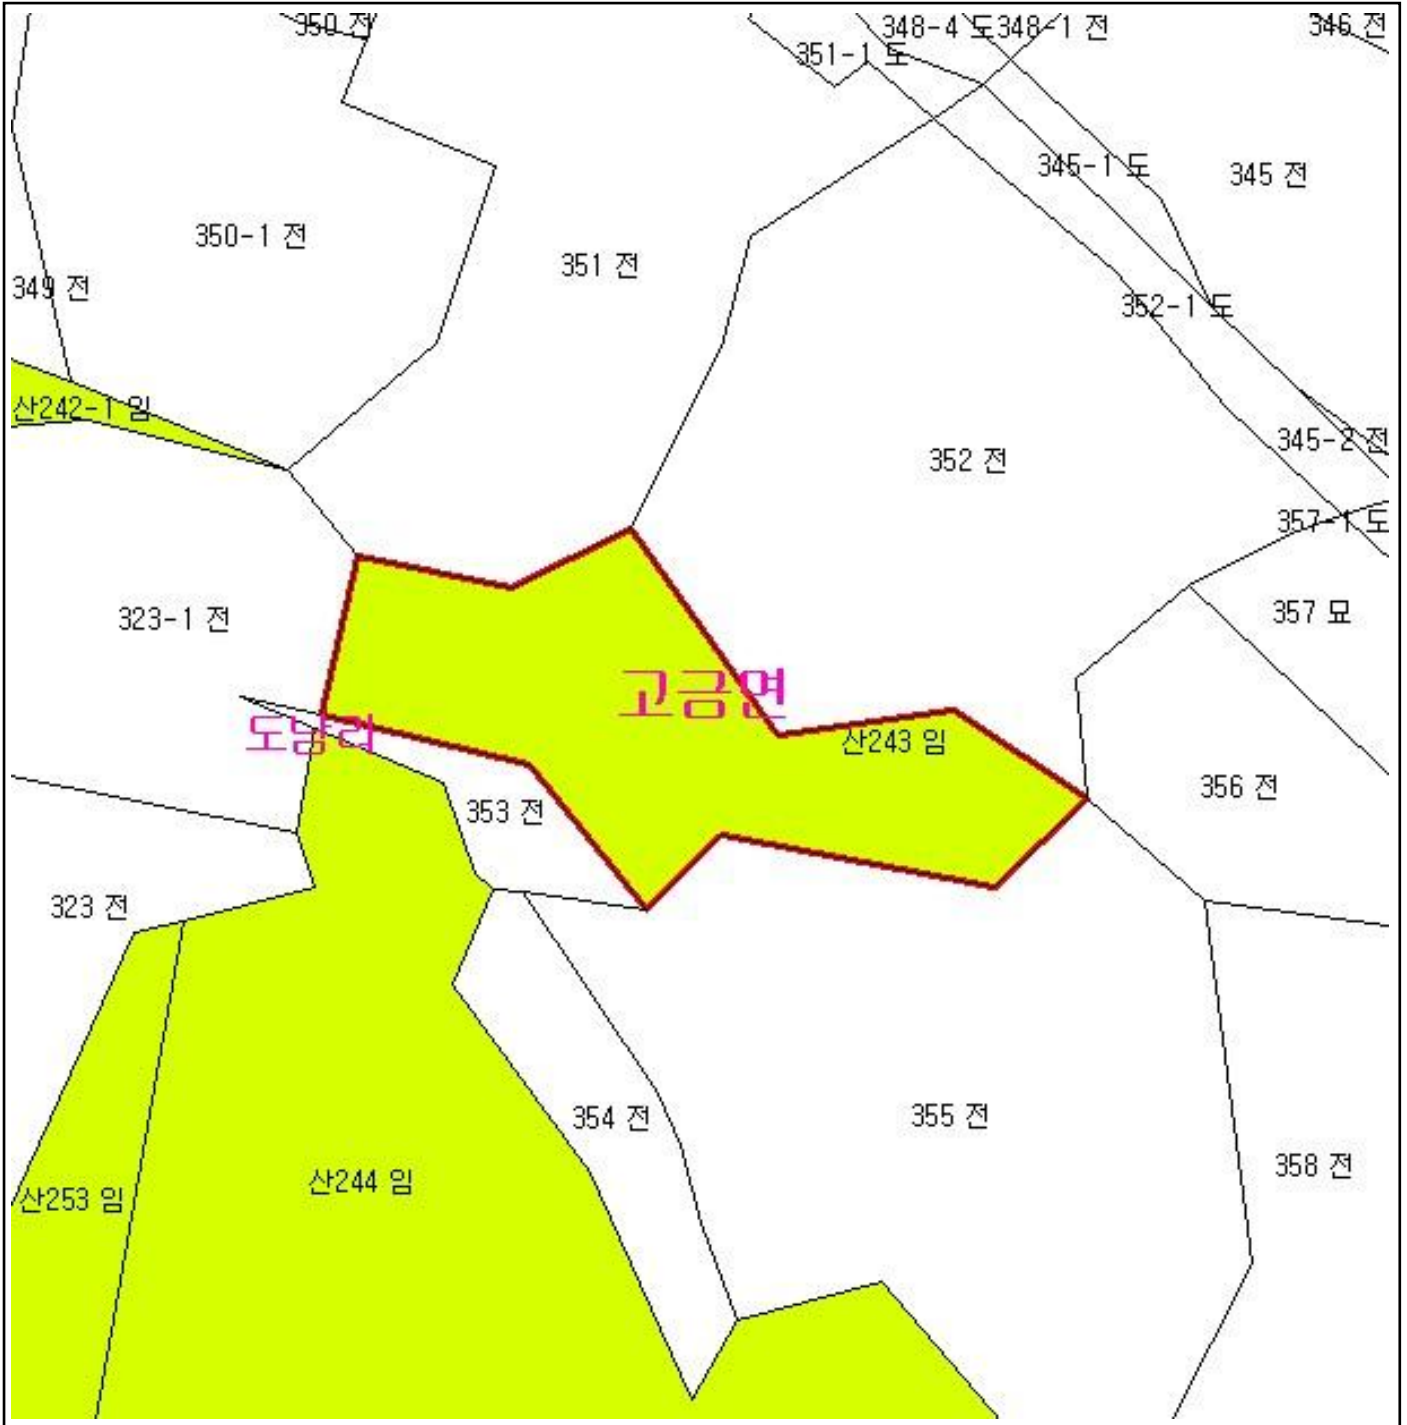 350 전
348-4 도
348-1 전
346 전
351-1 도
345-1 도
345 전
350-1 전
351 전
349 전
352-1 도
산242-1 임
345-2 전
352 전
357-1 도
323-1 전
357 묘
고금면
도남리
산243 임
356 전
353 전
323 전
354 전
355 전
358 전
산253 임
산244 임